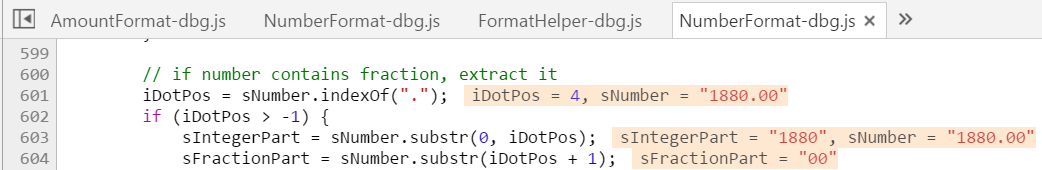 AmountFormat-dbg.js NumberFormat-dbg.js FormatHelper-dbg.js NumberFormat-dbg.js × »
599
600 // if number contains fraction, extract it
601 iDotPos = sNumber.indexOf("."); iDotPos = 4, sNumber = "1880.00"
602 if (iDotPos > -1) {
603 sIntegerPart = sNumber.substr(0, iDotPos); sIntegerPart = "1880", sNumber = "1880.00"
604 sFractionPart = sNumber.substr(iDotPos + 1); sFractionPart = "00"